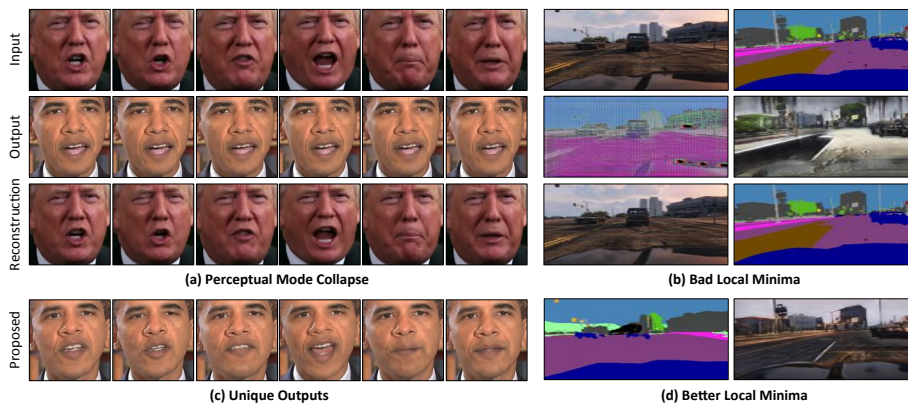 Input
Output
Reconstruction
(a) Perceptual Mode Collapse
(b) Bad Local Minima
Proposed
(c) Unique Outputs
(d) Better Local Minima